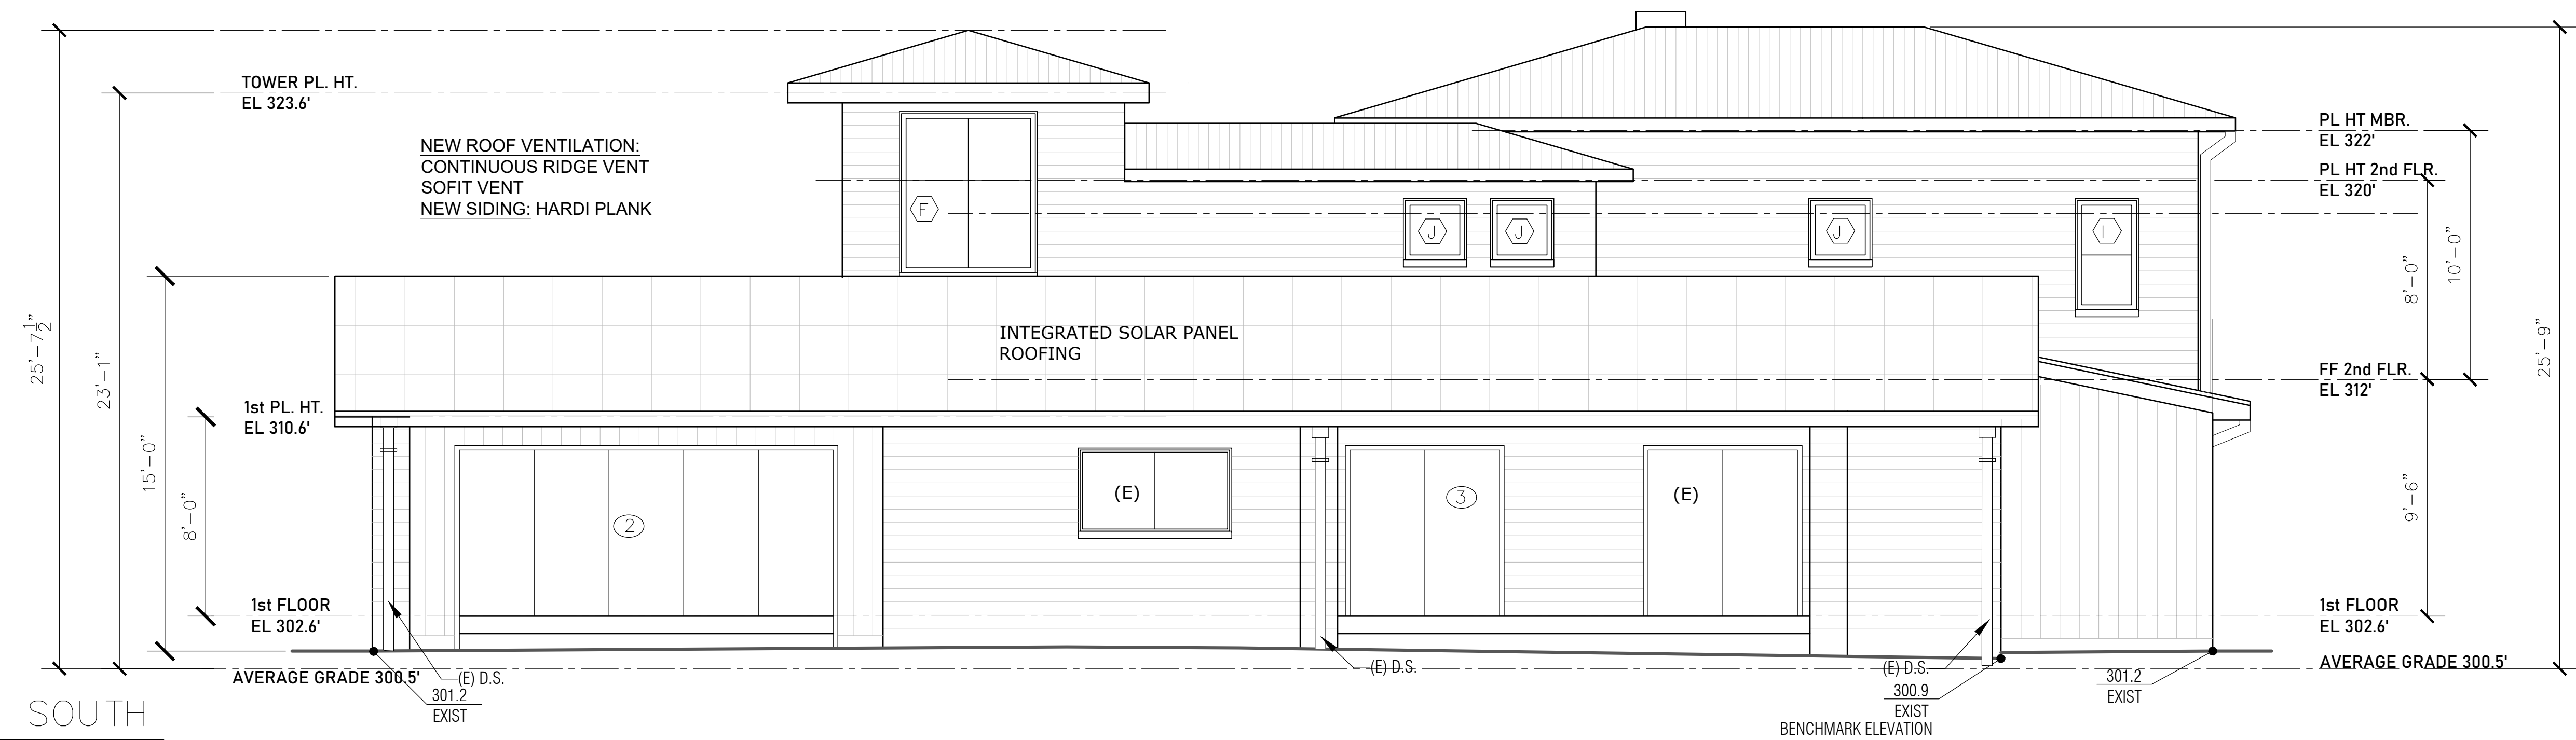 TOWER PL. HT.
EL 323.6'
NEW ROOF VENTILATION:
CONTINUOUS RIDGE VENT
SOFIT VENT
NEW SIDING: HARDI PLANK
25'-7 1/2"
23'-1"
15'-0"
8'-0"
1st PL. HT.
EL 310.6'
1st FLOOR
EL 302.6'
AVERAGE GRADE 300.5'
(E) D.S.
301.2
EXIST
SOUTH
F
J
J
J
I
INTEGRATED SOLAR PANEL
ROOFING
2
(E)
3
(E)
(E) D.S.
(E) D.S.
300.9
EXIST
BENCHMARK ELEVATION
301.2
EXIST
PL HT MBR.
EL 322'
PL HT 2nd FLR.
EL 320'
8'-0"
10'-0"
25'-9"
FF 2nd FLR.
EL 312'
9'-6"
1st FLOOR
EL 302.6'
AVERAGE GRADE 300.5'